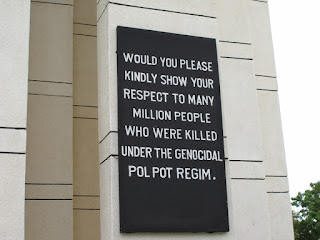 WOULD YOU PLEASE
KINDLY SHOW YOUR
RESPECT TO MANY
MILLION PEOPLE
WHO WERE KILLED
UNDER THE GENOCIDAL
POL POT REGIM.